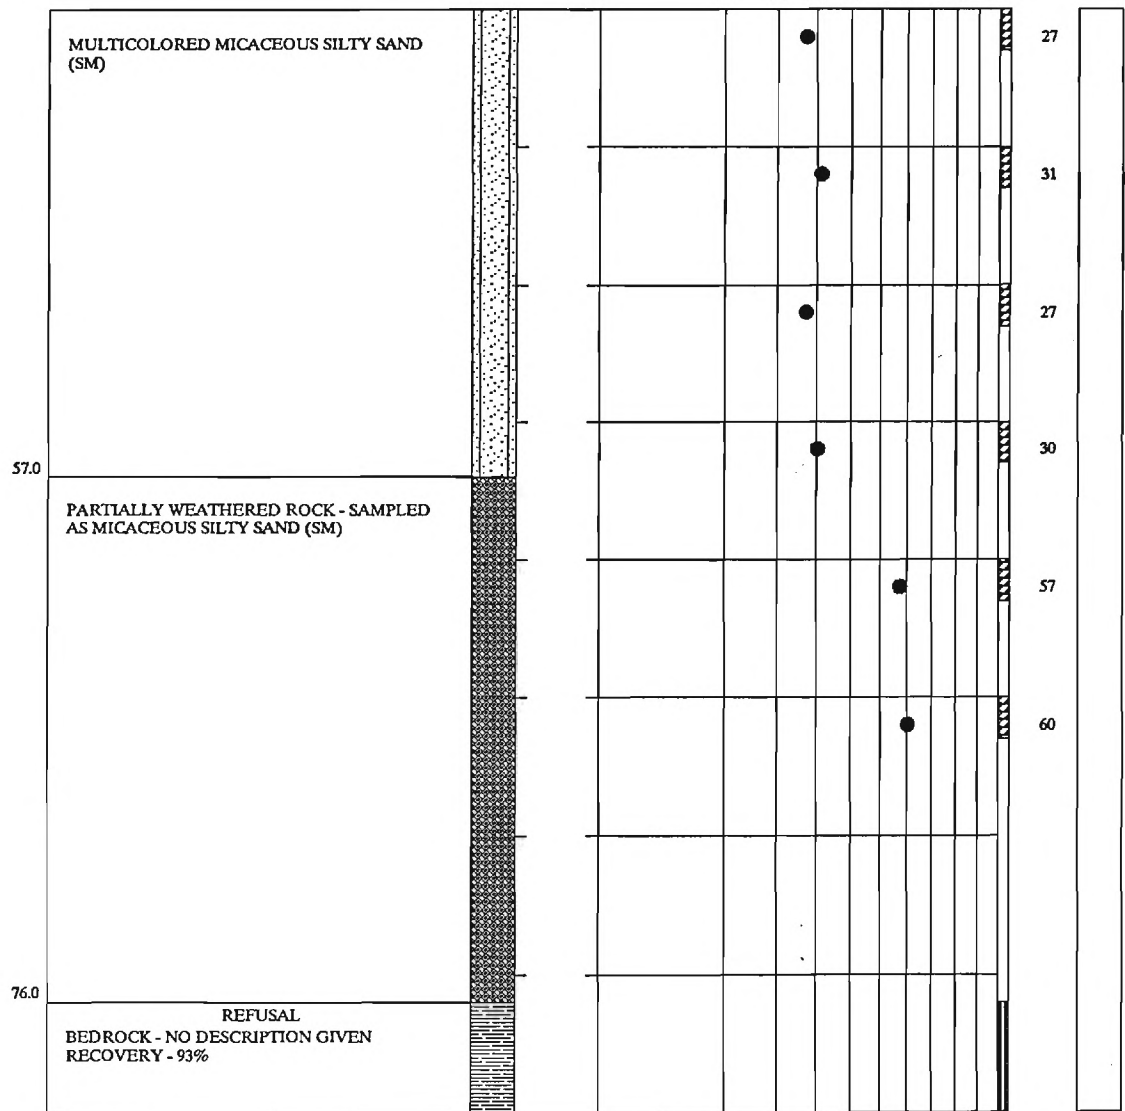 MULTICOLORED MICACEOUS SILTY SAND
(SM)
27
31
27
30
57.0
PARTIALLY WEATHERED ROCK - SAMPLED
AS MICACEOUS SILTY SAND (SM)
57
60
76.0
REFUSAL
BEDROCK - NO DESCRIPTION GIVEN
RECOVERY - 93%